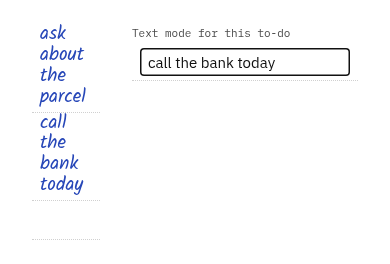 ask
about
the
parcel
call
the
bank
today
Text mode for this to-do
call the bank today